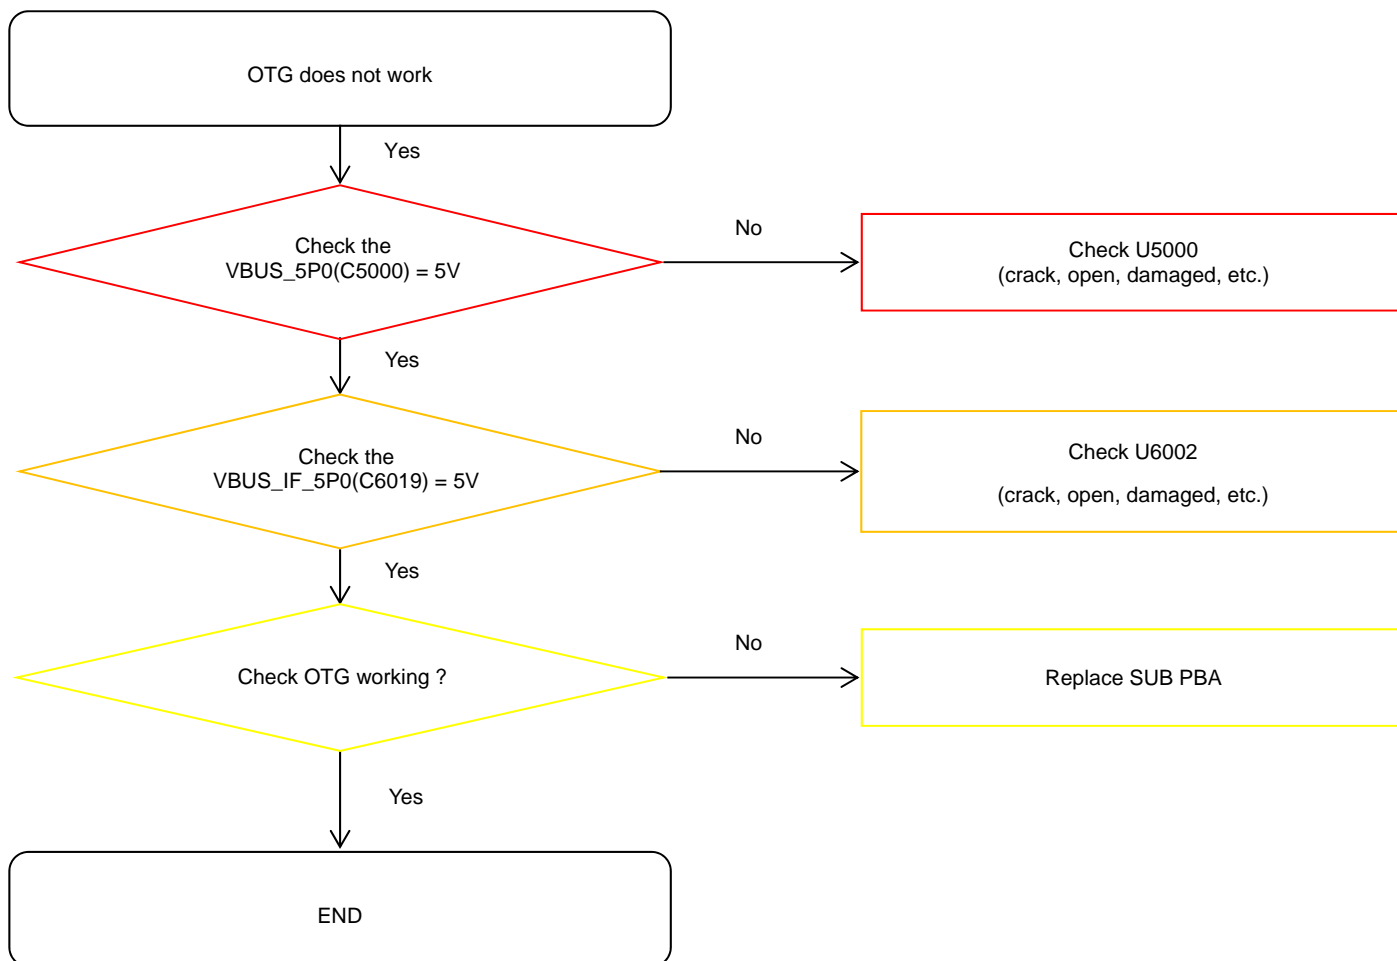 OTG does not work
Yes
Check the
VBUS_5P0(C5000) = 5V
No
Check U5000
(crack, open, damaged, etc.)
Yes
Check the
VBUS_IF_5P0(C6019) = 5V
No
Check U6002
(crack, open, damaged, etc.)
Yes
Check OTG working ?
No
Replace SUB PBA
Yes
END